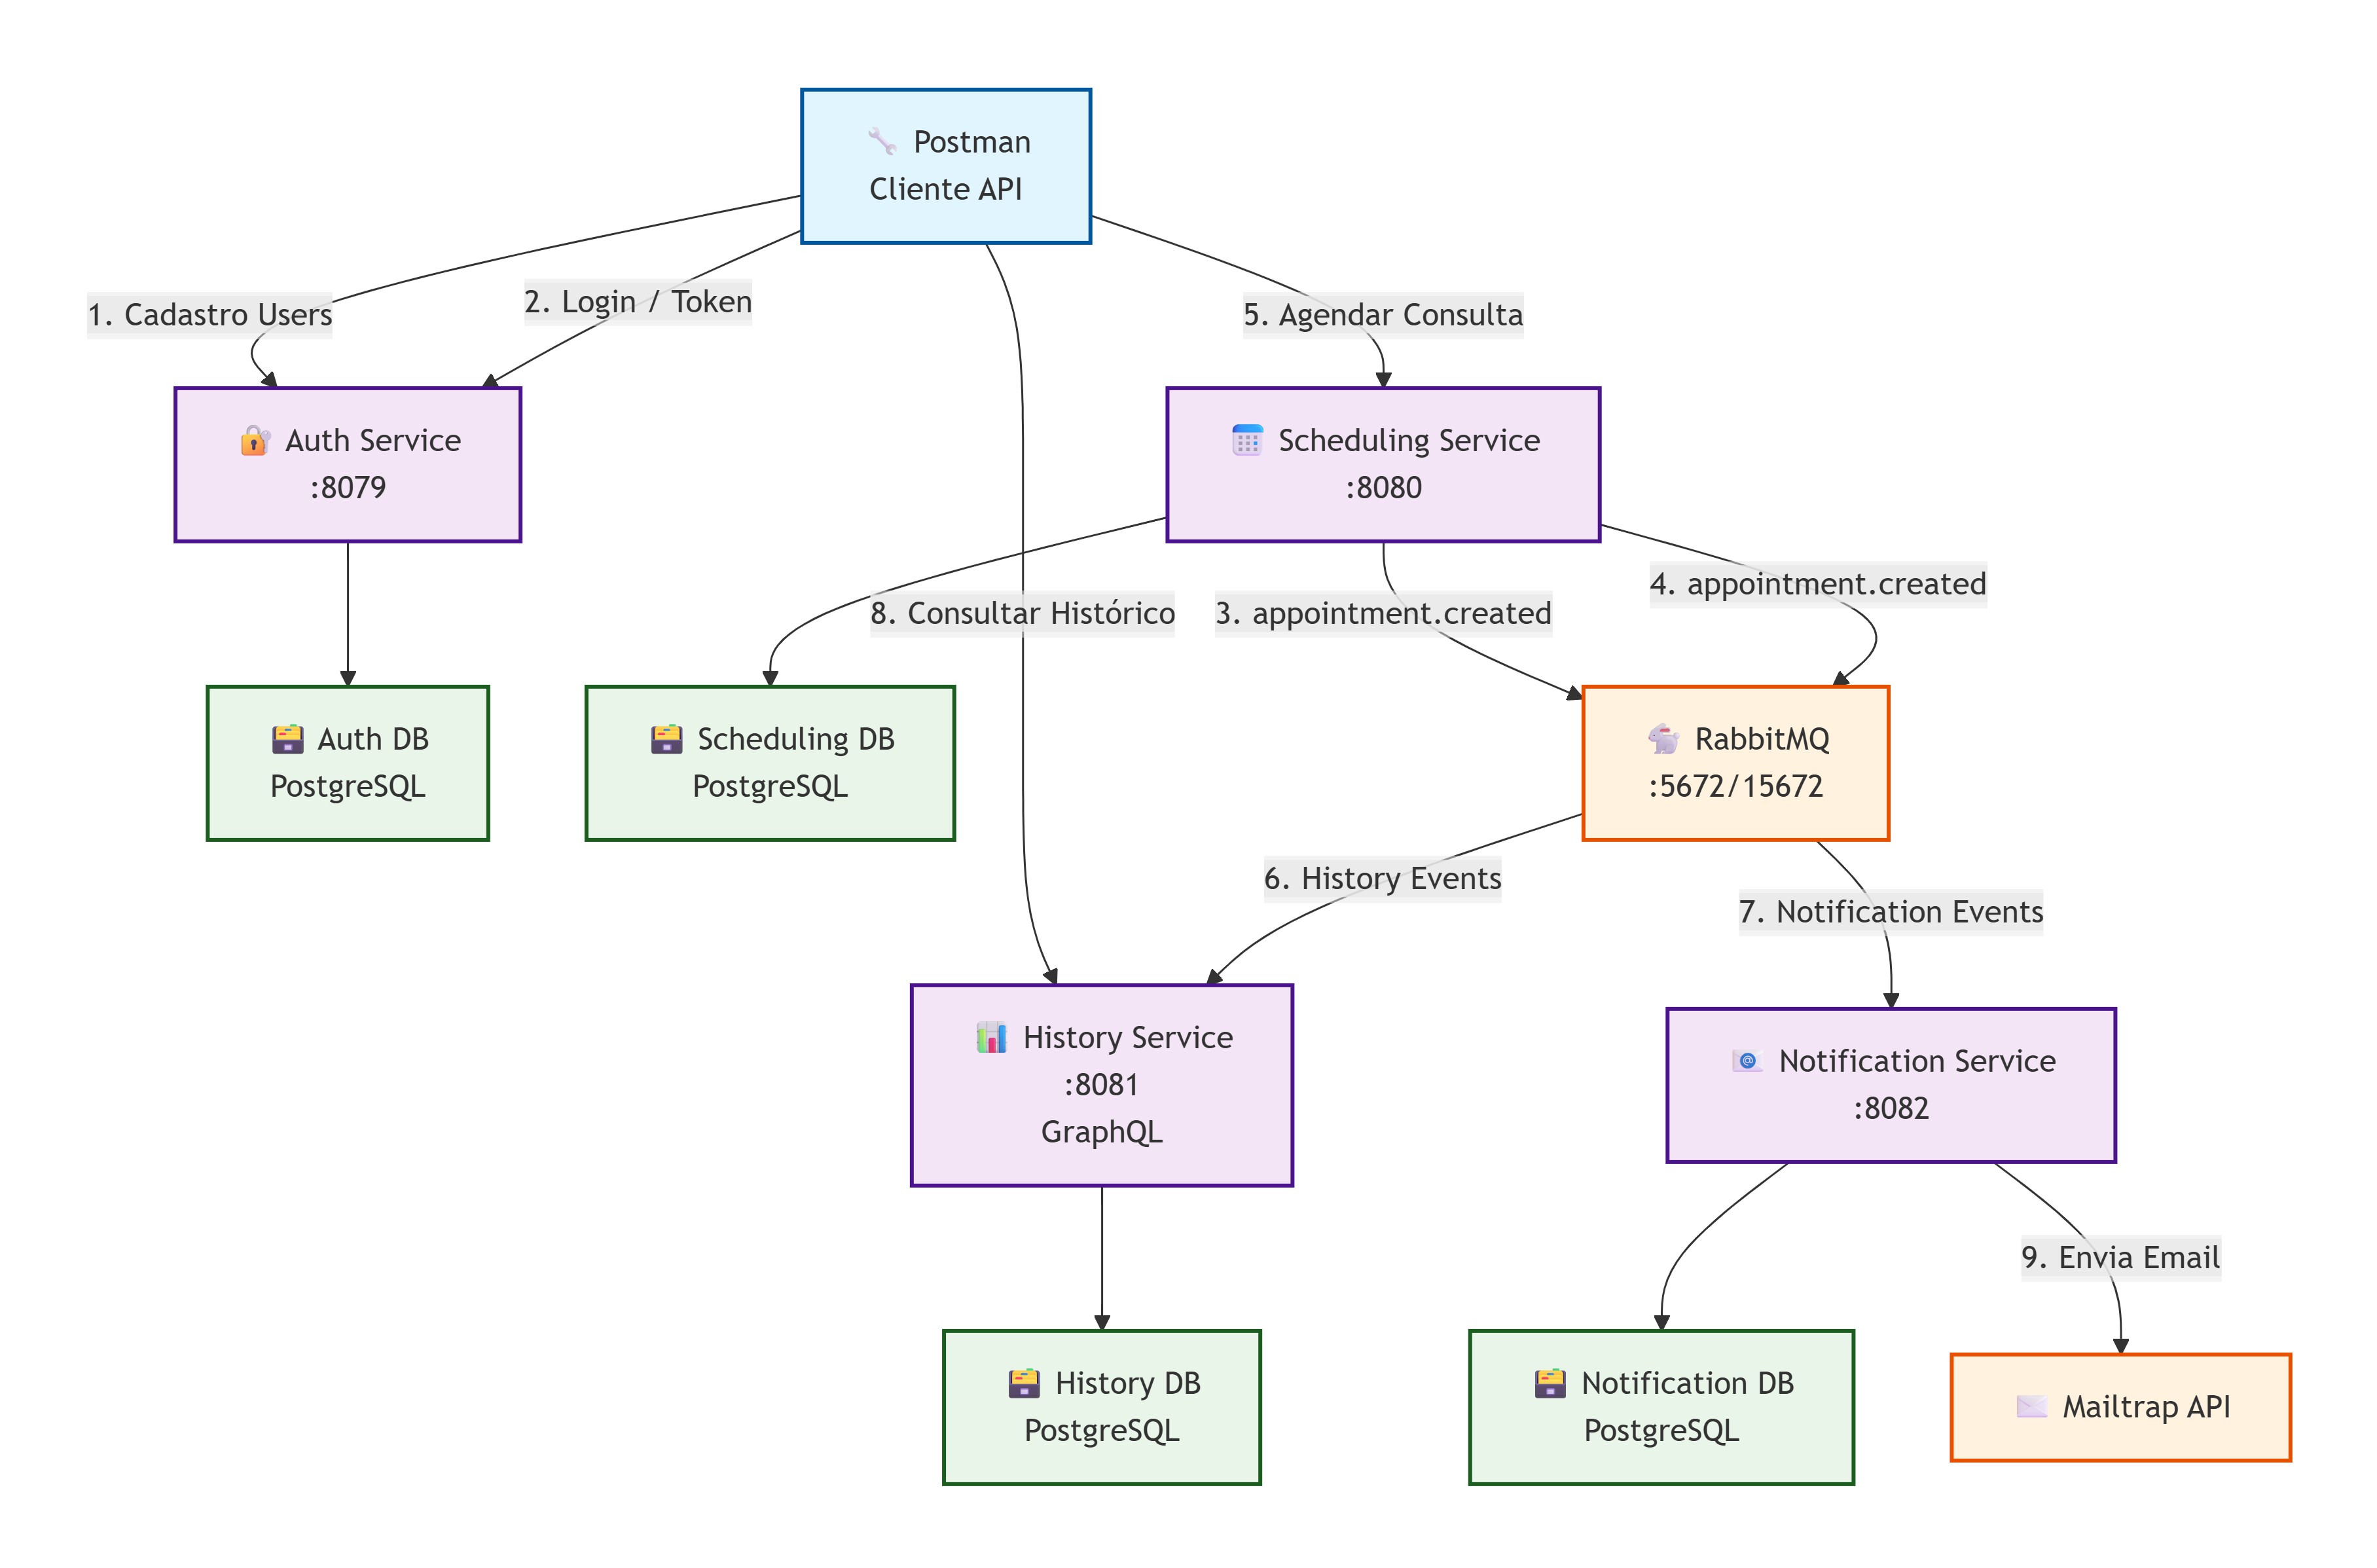 Postman
Cliente API
1. Cadastro Users
2. Login / Token
5. Agendar Consulta
Auth Service
:8079
Scheduling Service
:8080
8. Consultar Histórico
3. appointment.created
4. appointment.created
Auth DB
PostgreSQL
Scheduling DB
PostgreSQL
RabbitMQ
:5672/15672
6. History Events
7. Notification Events
History Service
:8081
GraphQL
Notification Service
:8082
9. Envia Email
History DB
PostgreSQL
Notification DB
PostgreSQL
Mailtrap API